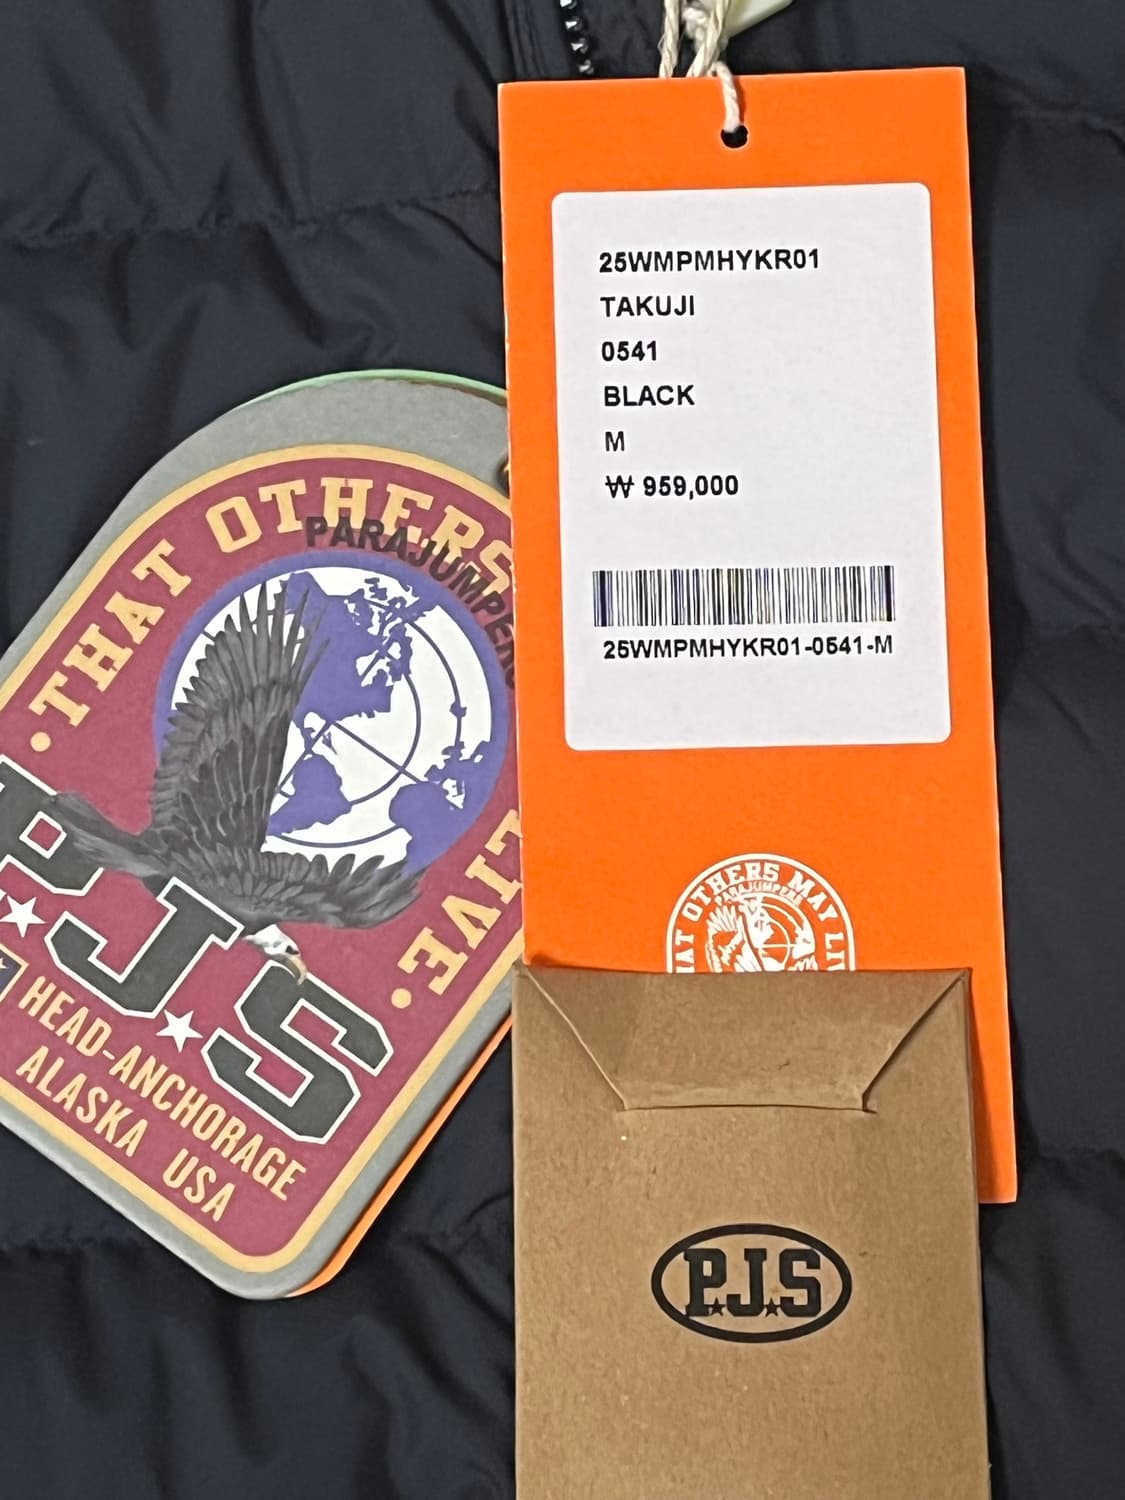 25WMPMHYKR01
TAKUJI
0541
BLACK
M
₩ 959,000
25WMPMHYKR01-0541-M
THAT OTHERS
LIVE.
PARAJUMPERS
P.J.S
HEAD-ANCHORAGE
ALASKA USA
THAT OTHERS MAY LIVE
PARAJUMPERS
P.J.S